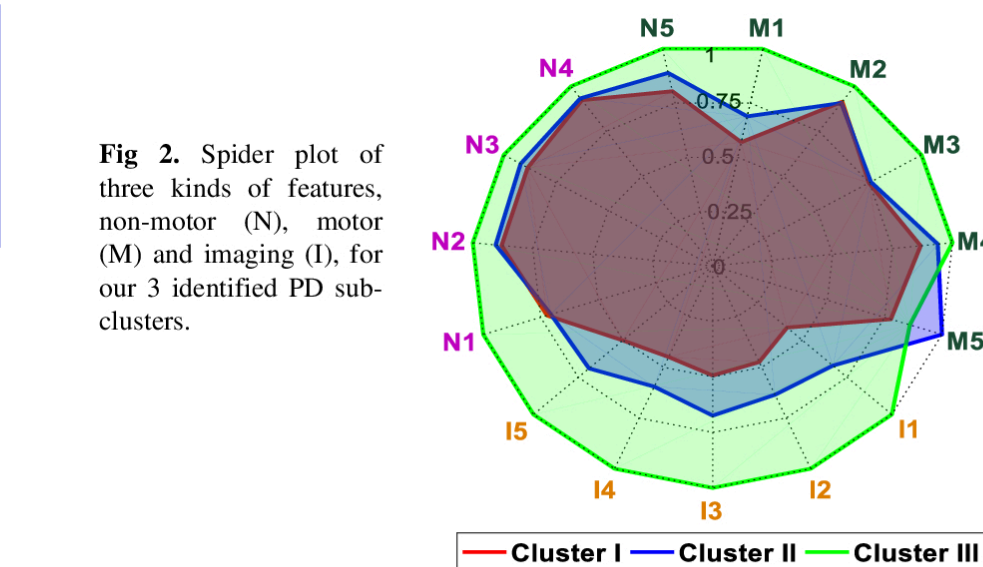 Fig 2. Spider plot of
three kinds of features,
non-motor (N), motor
(M) and imaging (I), for
our 3 identified PD sub-
clusters.
N5 M1
N4 M2
N3 M3
N2 M4
N1 M5
I5 I1
I4 I2
I3
1
0.75
0.5
0.25
0
Cluster I Cluster II Cluster III